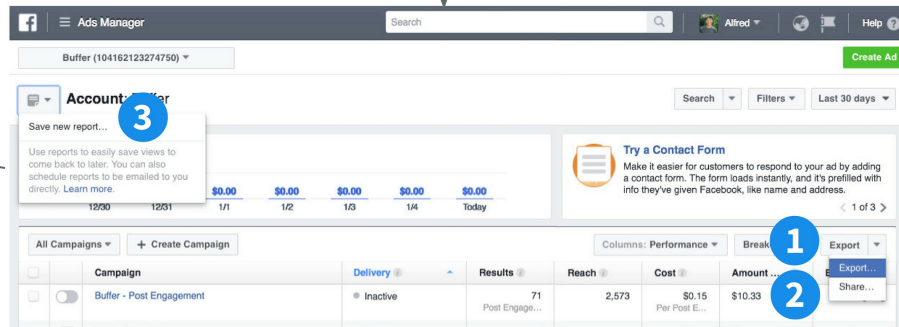 f Ads Manager Search Alfred Help
Buffer (104162123274750) Create Ad
Account: Search Filters Last 30 days
3
Save new report...
Use reports to easily save views to
come back to later. You can also
schedule reports to be emailed to you
directly. Learn more.
Try a Contact Form
Make it easier for customers to respond to your ad by adding
a contact form. The form loads instantly, and it's prefilled with
info they've given Facebook, like name and address.
1 of 3
$0.00 $0.00 $0.00 $0.00 $0.00
12/30 12/31 1/1 1/2 1/3 1/4 Today
All Campaigns + Create Campaign Columns: Performance 1 Export
Campaign Delivery Results Reach Cost Amount ...
Export...
Share...
2
Buffer - Post Engagement Inactive 71 2,573 $0.15 $10.33
Post Engage... Per Post E...